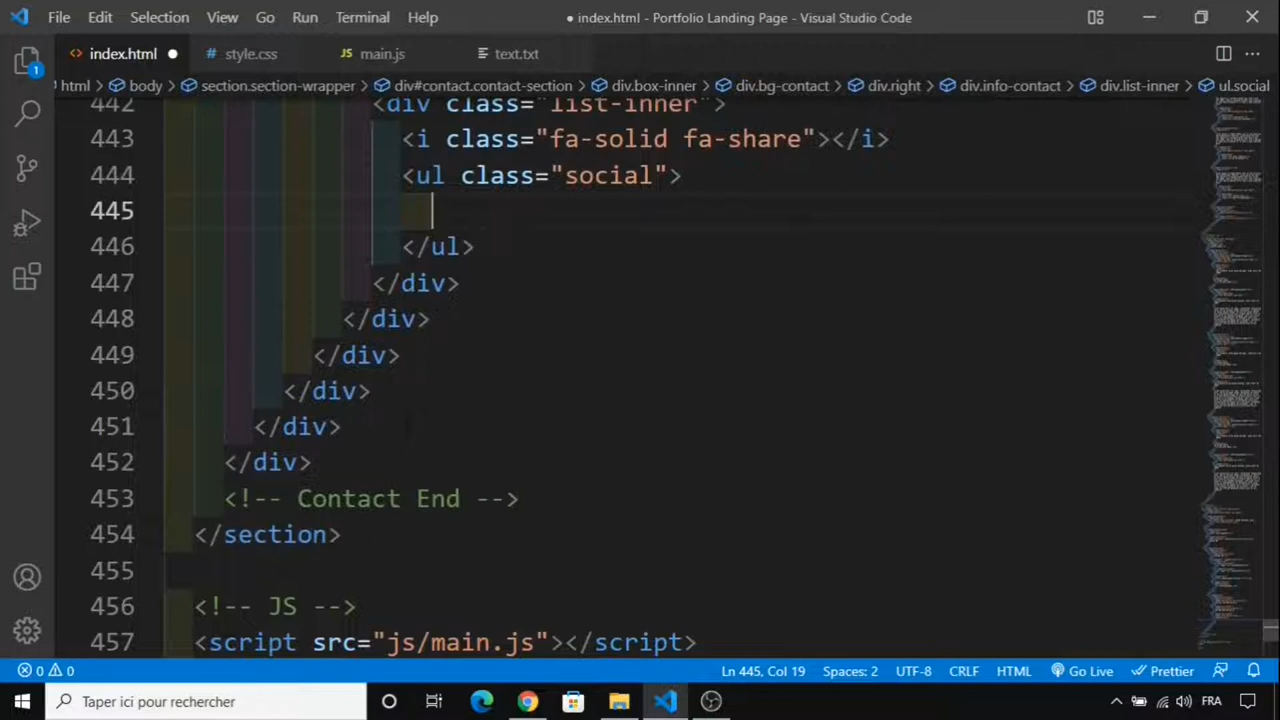 File Edit Selection View Go Run Terminal Help ● index.html - Portfolio Landing Page - Visual Studio Code
<> index.html ● # style.css JS main.js text.txt
html > body > section.section-wrapper > div#contact.contact-section > div.box-inner > div.bg-contact > div.right > div.info-contact > div.list-inner > ul.social
442 <div class="list-inner">
443 <i class="fa-solid fa-share"></i>
444 <ul class="social">
445
446 </ul>
447 </div>
448 </div>
449 </div>
450 </div>
451 </div>
452 </div>
453 <!-- Contact End -->
454 </section>
455
456 <!-- JS -->
457 <script src="js/main.js"></script>
1
0 0 Ln 445, Col 19 Spaces: 2 UTF-8 CRLF HTML Go Live Prettier
Taper ici pour rechercher FRA